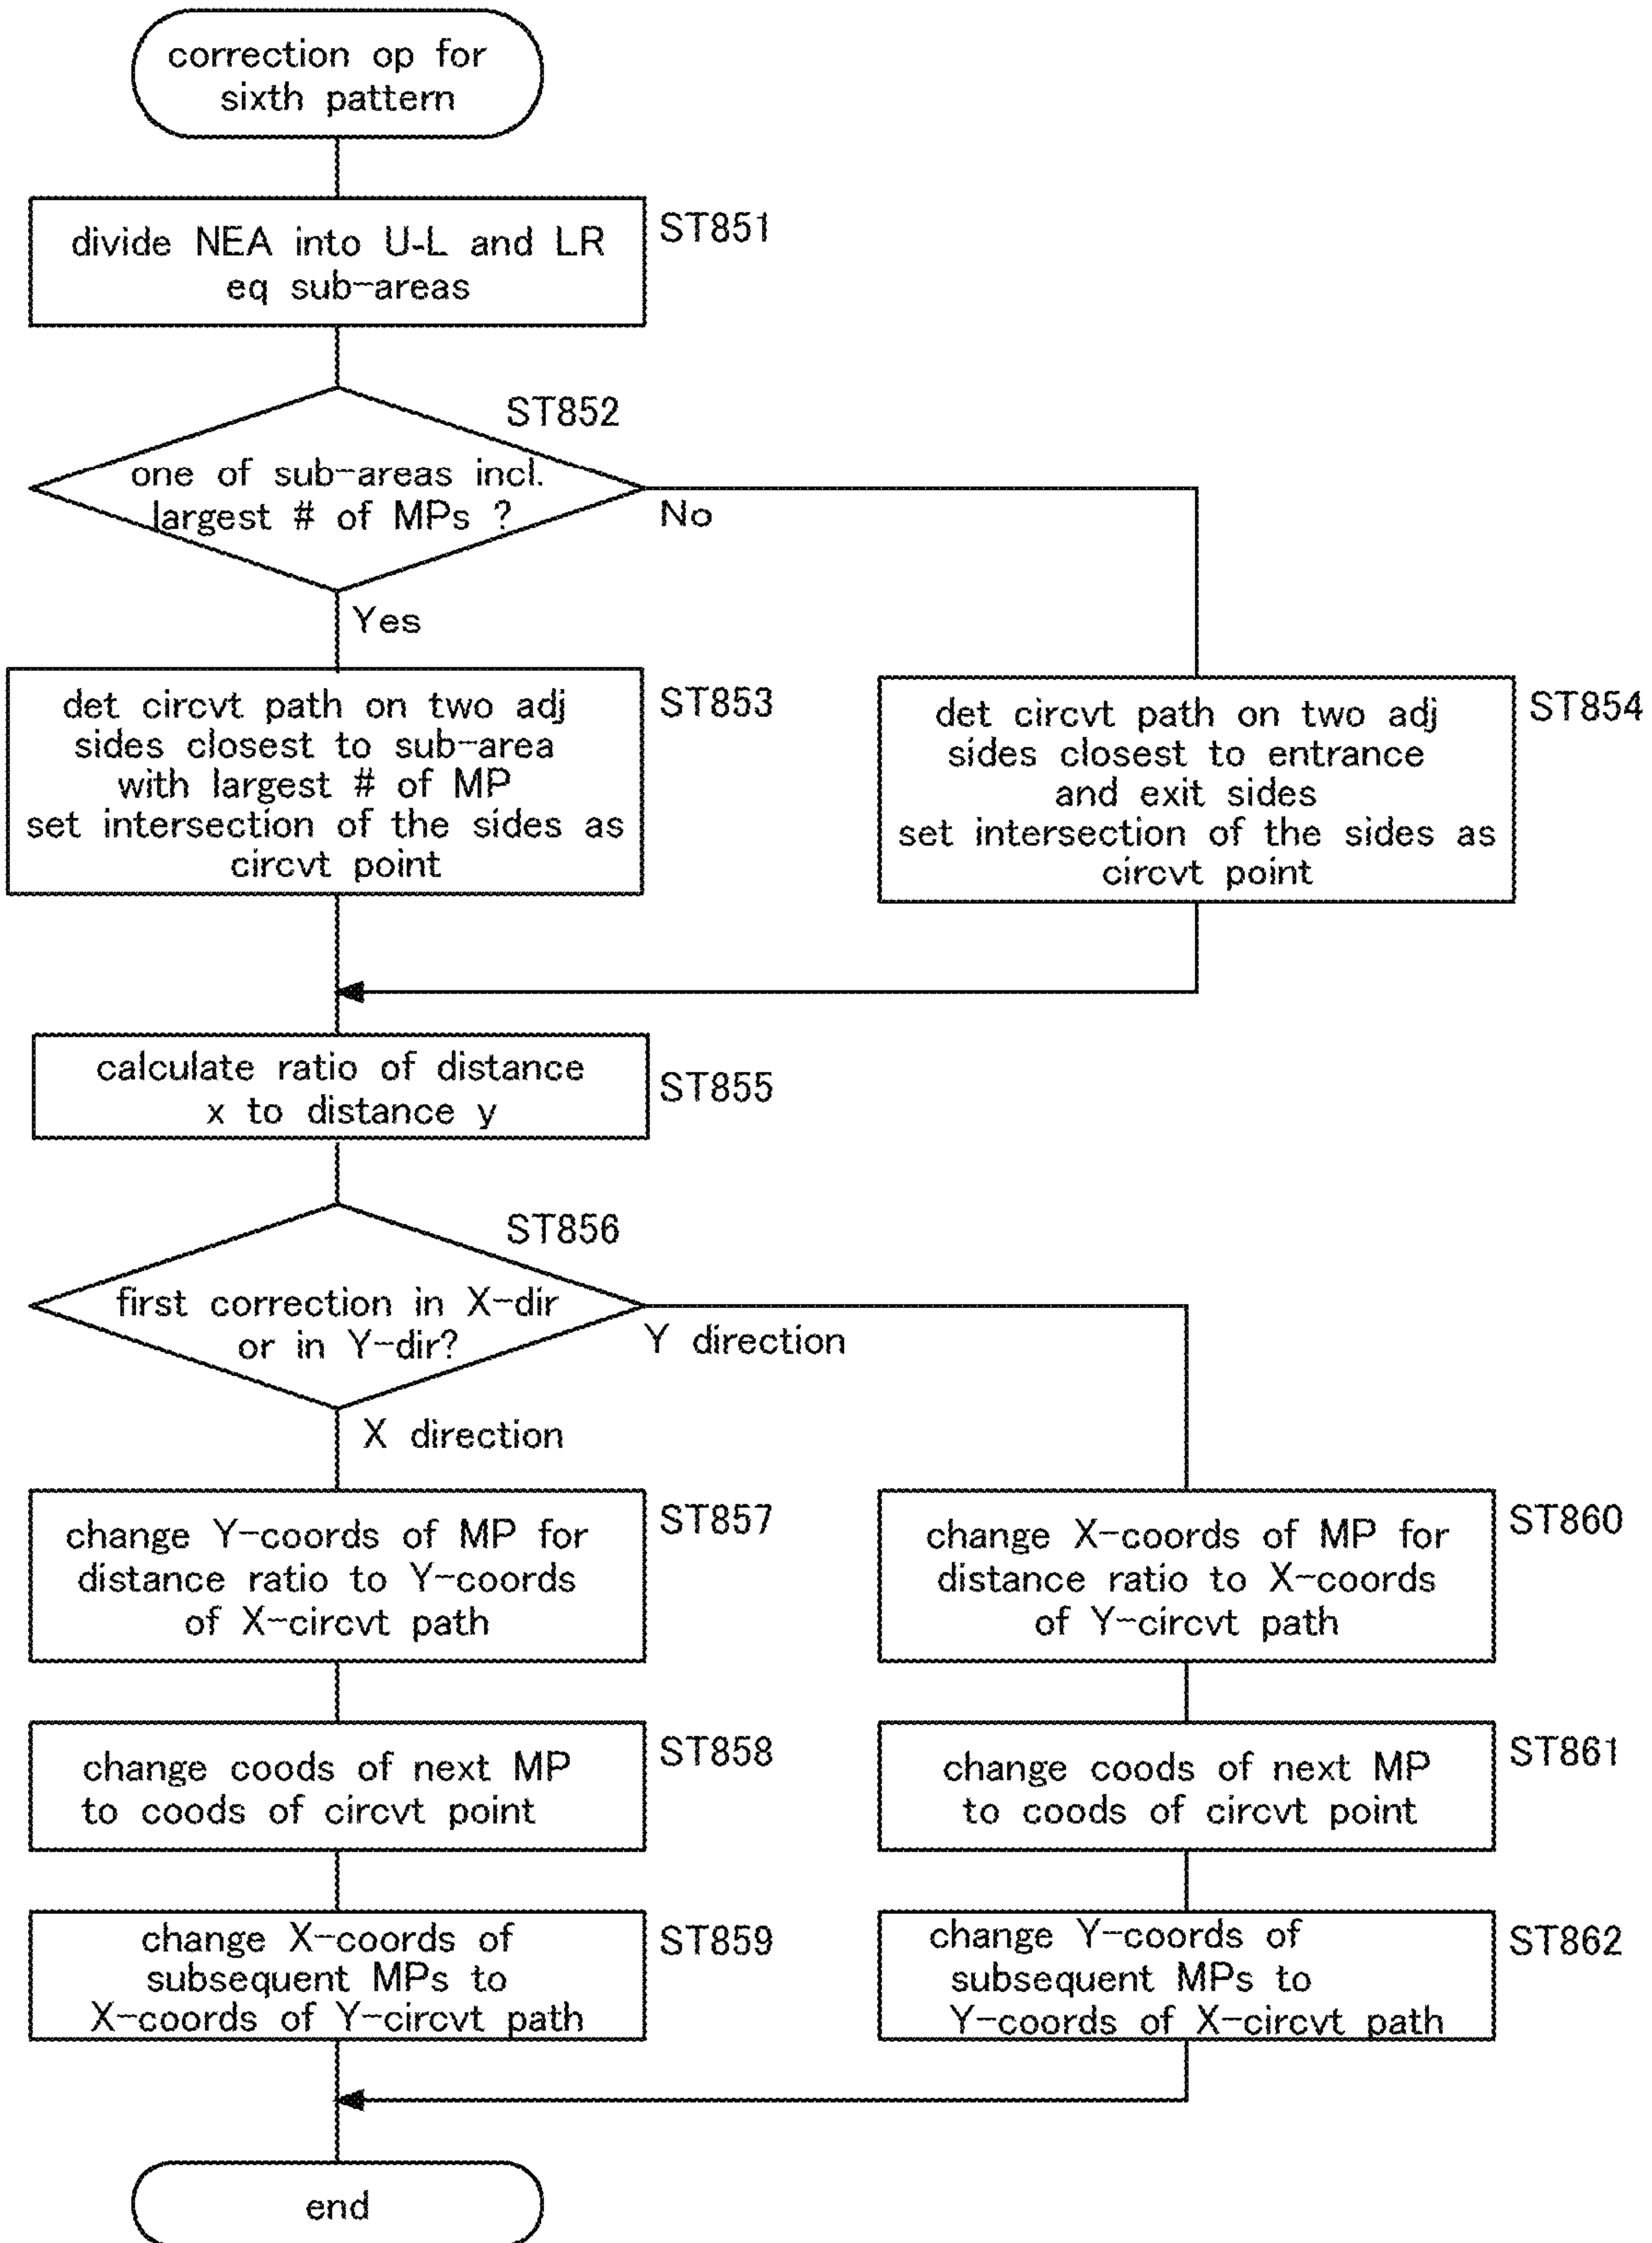 correction op for
sixth pattern
divide NEA into U-L and LR
eq sub-areas
ST851
ST852
one of sub-areas incl.
largest # of MPs ?
No
Yes
det circvt path on two adj
sides closest to sub-area
with largest # of MP
set intersection of the sides as
circvt point
ST853
det circvt path on two adj
sides closest to entrance
and exit sides
set intersection of the sides as
circvt point
ST854
calculate ratio of distance
x to distance y
ST855
ST856
first correction in X-dir
or in Y-dir?
Y direction
X direction
change Y-coords of MP for
distance ratio to Y-coords
of X-circvt path
ST857
change X-coords of MP for
distance ratio to X-coords
of Y-circvt path
ST860
change coods of next MP
to coods of circvt point
ST858
change coods of next MP
to coods of circvt point
ST861
change X-coords of
subsequent MPs to
X-coords of Y-circvt path
ST859
change Y-coords of
subsequent MPs to
Y-coords of X-circvt path
ST862
end